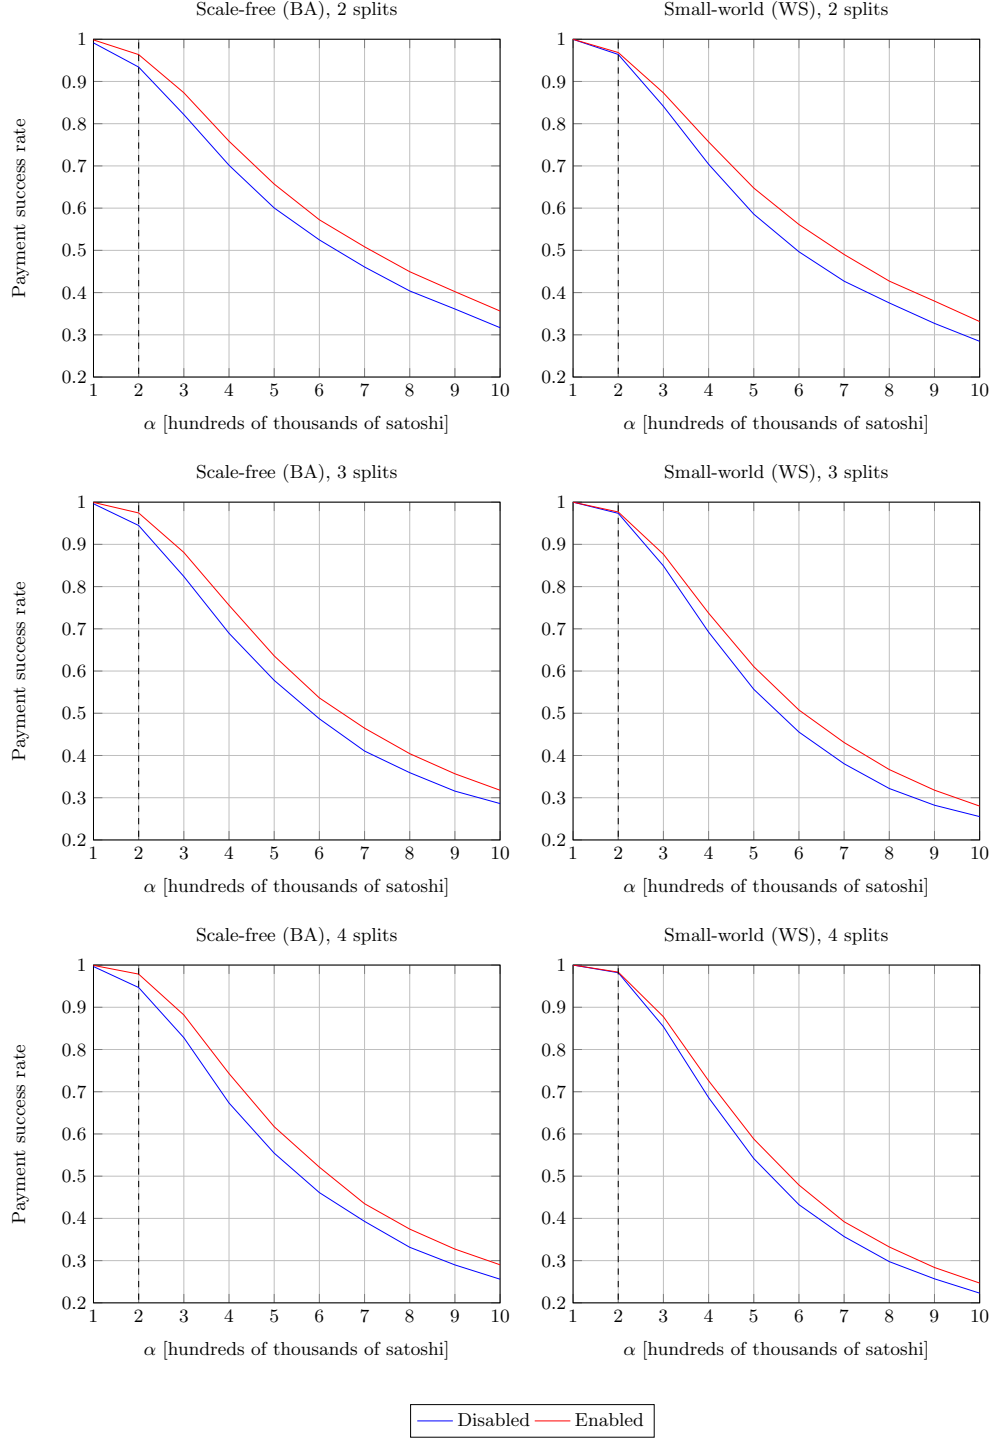 Scale-free (BA), 2 splits
Small-world (WS), 2 splits
1
0.9
0.8
0.7
0.6
0.5
0.4
0.3
0.2
Payment success rate
1 2 3 4 5 6 7 8 9 10
α [hundreds of thousands of satoshi]
1
0.9
0.8
0.7
0.6
0.5
0.4
0.3
0.2
1 2 3 4 5 6 7 8 9 10
α [hundreds of thousands of satoshi]
Scale-free (BA), 3 splits
Small-world (WS), 3 splits
1
0.9
0.8
0.7
0.6
0.5
0.4
0.3
0.2
Payment success rate
1 2 3 4 5 6 7 8 9 10
α [hundreds of thousands of satoshi]
1
0.9
0.8
0.7
0.6
0.5
0.4
0.3
0.2
1 2 3 4 5 6 7 8 9 10
α [hundreds of thousands of satoshi]
Scale-free (BA), 4 splits
Small-world (WS), 4 splits
1
0.9
0.8
0.7
0.6
0.5
0.4
0.3
0.2
Payment success rate
1 2 3 4 5 6 7 8 9 10
α [hundreds of thousands of satoshi]
1
0.9
0.8
0.7
0.6
0.5
0.4
0.3
0.2
1 2 3 4 5 6 7 8 9 10
α [hundreds of thousands of satoshi]
Disabled Enabled